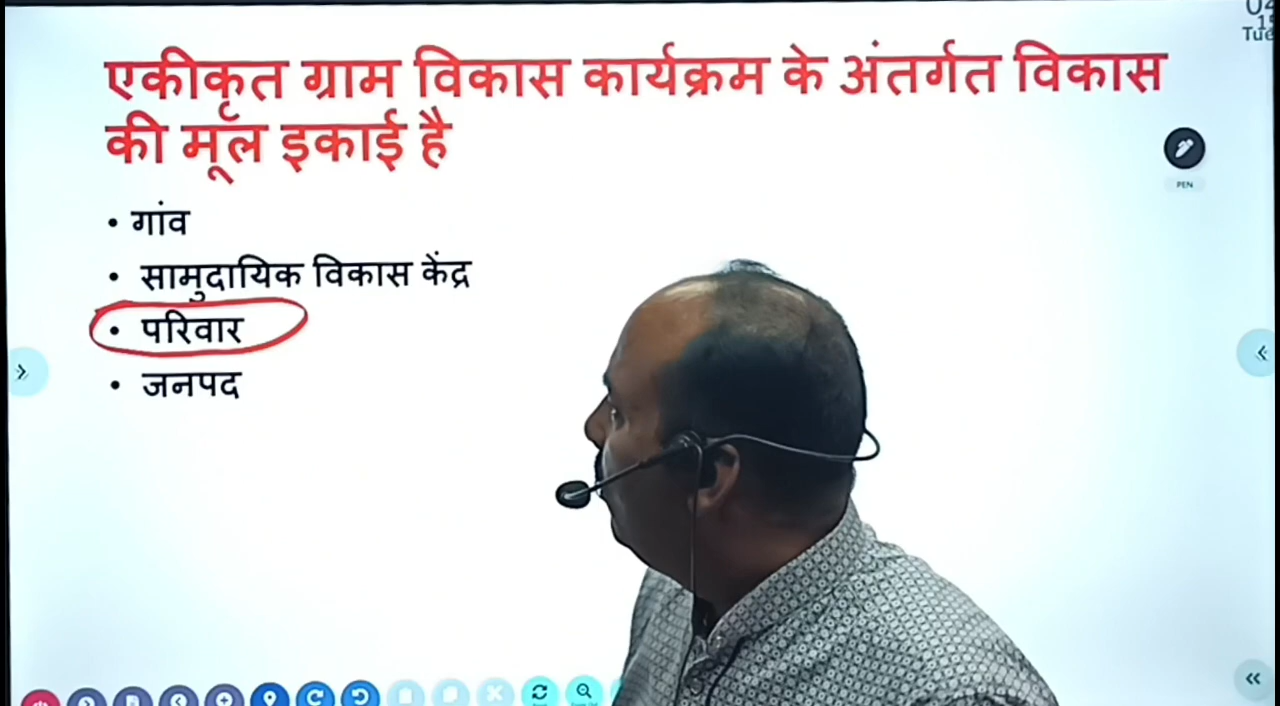 एकीकृत ग्राम विकास कार्यक्रम के अंतर्गत विकास
की मूल इकाई है
• गांव
• सामुदायिक विकास केंद्र
• परिवार
• जनपद
PEN